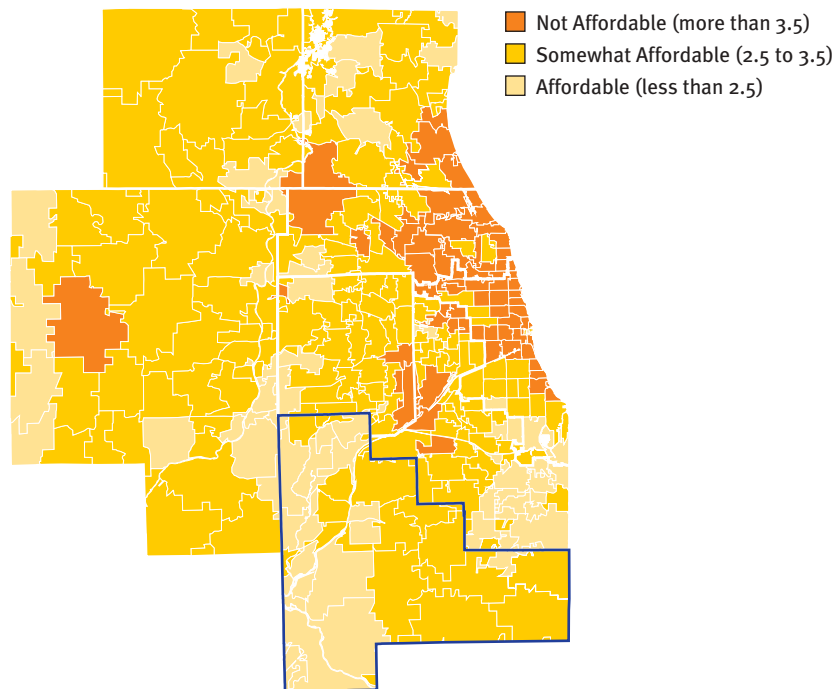 Not Affordable (more than 3.5)
Somewhat Affordable (2.5 to 3.5)
Affordable (less than 2.5)